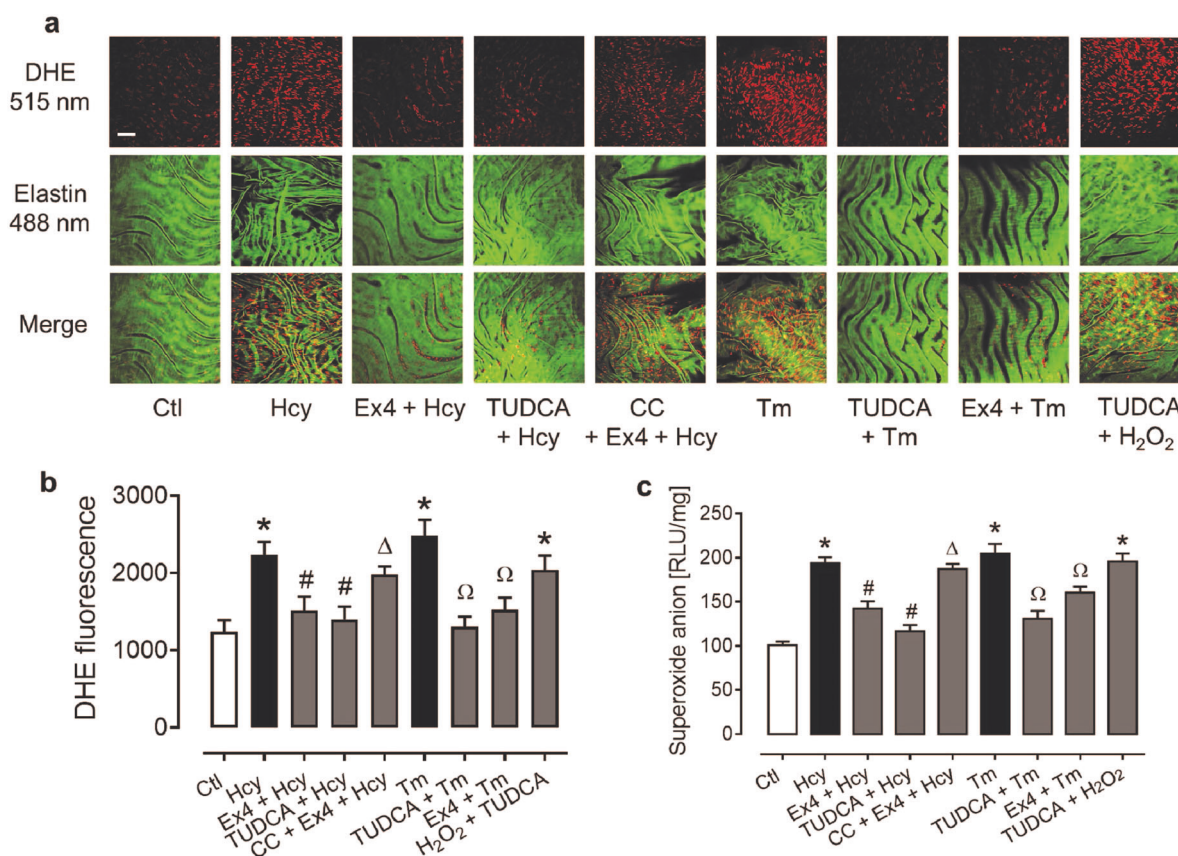 a
DHE
515 nm
Elastin
488 nm
Merge
Ctl
Hcy
Ex4 + Hcy
TUDCA
+ Hcy
CC
+ Ex4 + Hcy
Tm
TUDCA
+ Tm
Ex4 + Tm
TUDCA
+ H₂O₂
b
DHE fluorescence
3000
2000
1000
0
*
#
#
Δ
*
Ω
Ω
*
Ctl
Hcy
Ex4 + Hcy
TUDCA + Hcy
CC + Ex4 + Hcy
Tm
TUDCA + Tm
Ex4 + Tm
H₂O₂ + TUDCA
c
Superoxide anion [RLU/mg]
250
200
150
100
50
0
*
#
#
Δ
*
Ω
Ω
*
Ctl
Hcy
Ex4 + Hcy
TUDCA + Hcy
CC + Ex4 + Hcy
Tm
TUDCA + Tm
Ex4 + Tm
TUDCA + H₂O₂